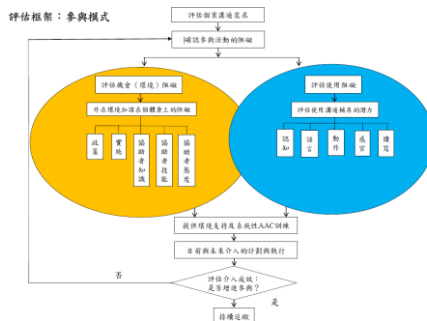 評估框架：參與模式
評估個案溝通需求
確認參與活動的阻礙
評估機會（環境）阻礙
外在環境加諸在個體身上的阻礙
政策
實施
協助者知識
協助者技能
協助者態度
評估使用阻礙
評估使用溝通輔具的潛力
認知
語言
動作
感官
讀寫
提供環境支持及系統性AAC訓練
目前與未來介入的計劃與執行
評估介入成效：
是否增進參與？
否
是
持續追蹤